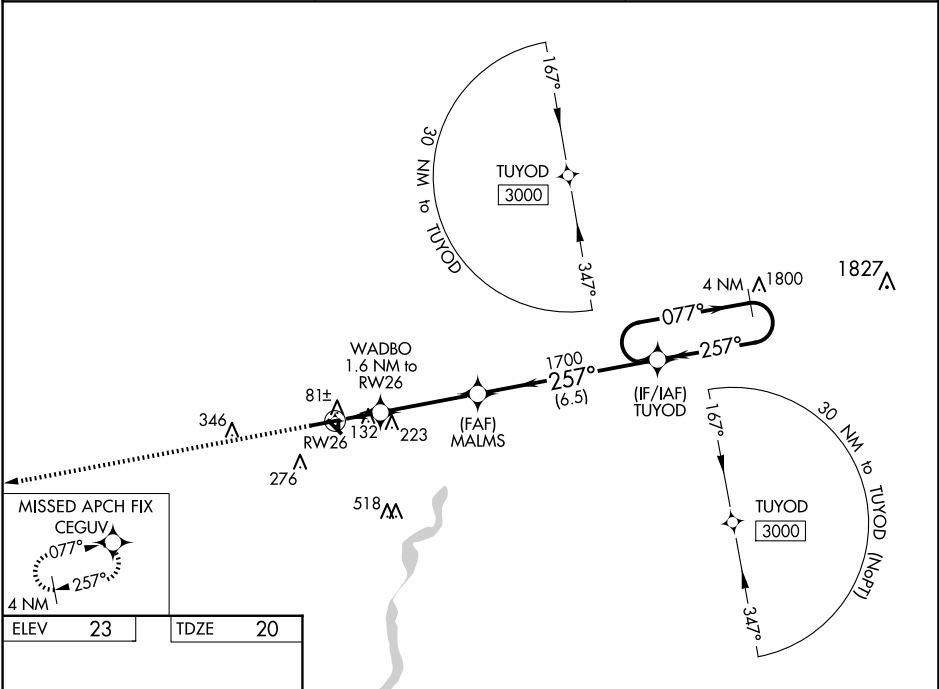 167°
30 NM to TUYOD
TUYOD
3000
347°
4 NM
1800
1827
077°
257°
WADBO
1.6 NM to
RW26
1700
257°
(6.5)
(IF/IAF)
TUYOD
81±
(FAF)
MALMS
346
RW26
132
223
276
518
167°
30 NM to TUYOD (NoPT)
TUYOD
3000
347°
MISSED APCH FIX
CEGUV
077°
257°
4 NM
ELEV 23
TDZE 20